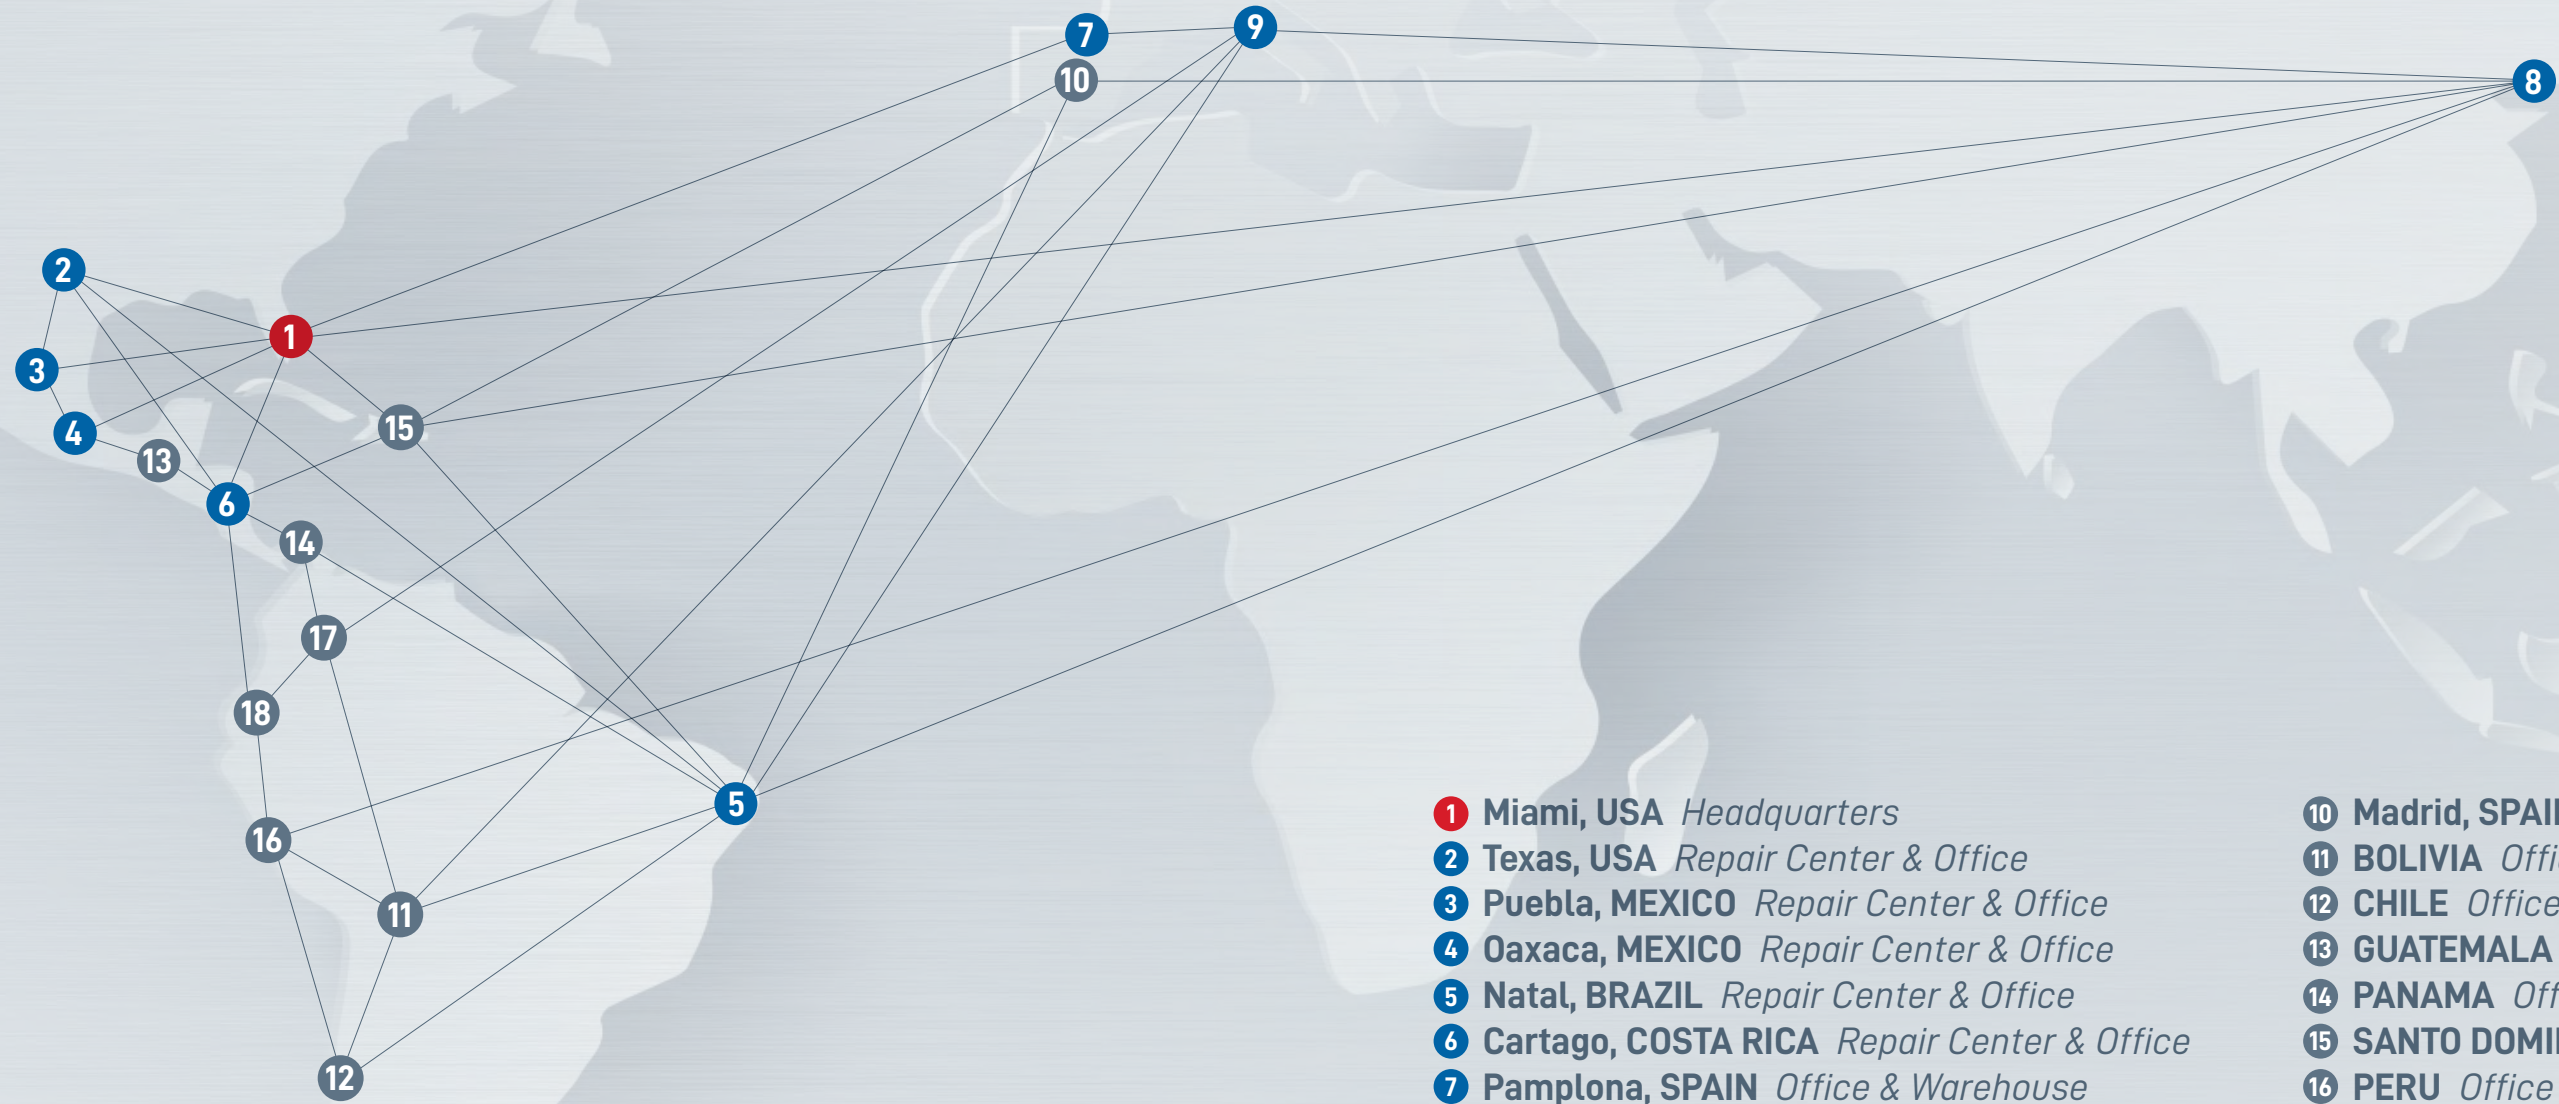 7
9
10
8
2
1
3
15
4
13
6
14
17
18
5
16
11
12
1 Miami, USA Headquarters
2 Texas, USA Repair Center & Office
3 Puebla, MEXICO Repair Center & Office
4 Oaxaca, MEXICO Repair Center & Office
5 Natal, BRAZIL Repair Center & Office
6 Cartago, COSTA RICA Repair Center & Office
7 Pamplona, SPAIN Office & Warehouse
10 Madrid,
11 BOLIVIA
12 CHILE Office
13 GUATEMALA
14 PANAMA
15 SANTO
16 PERU Office